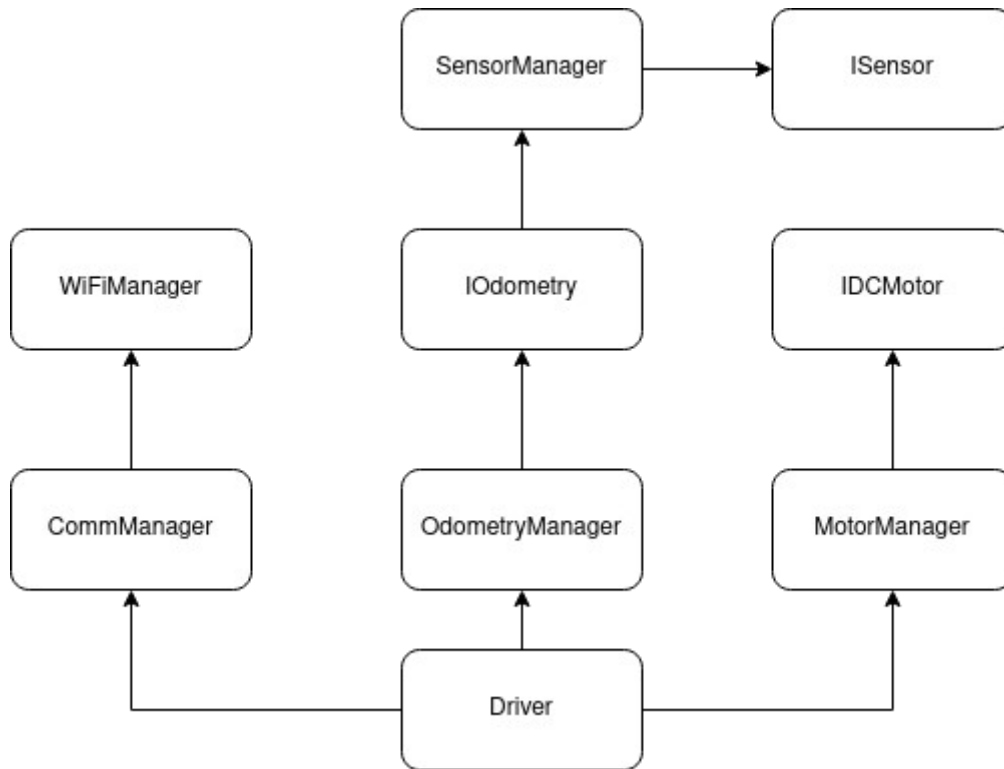 SensorManager
ISensor
WiFiManager
IOdometry
IDCMotor
CommManager
OdometryManager
MotorManager
Driver